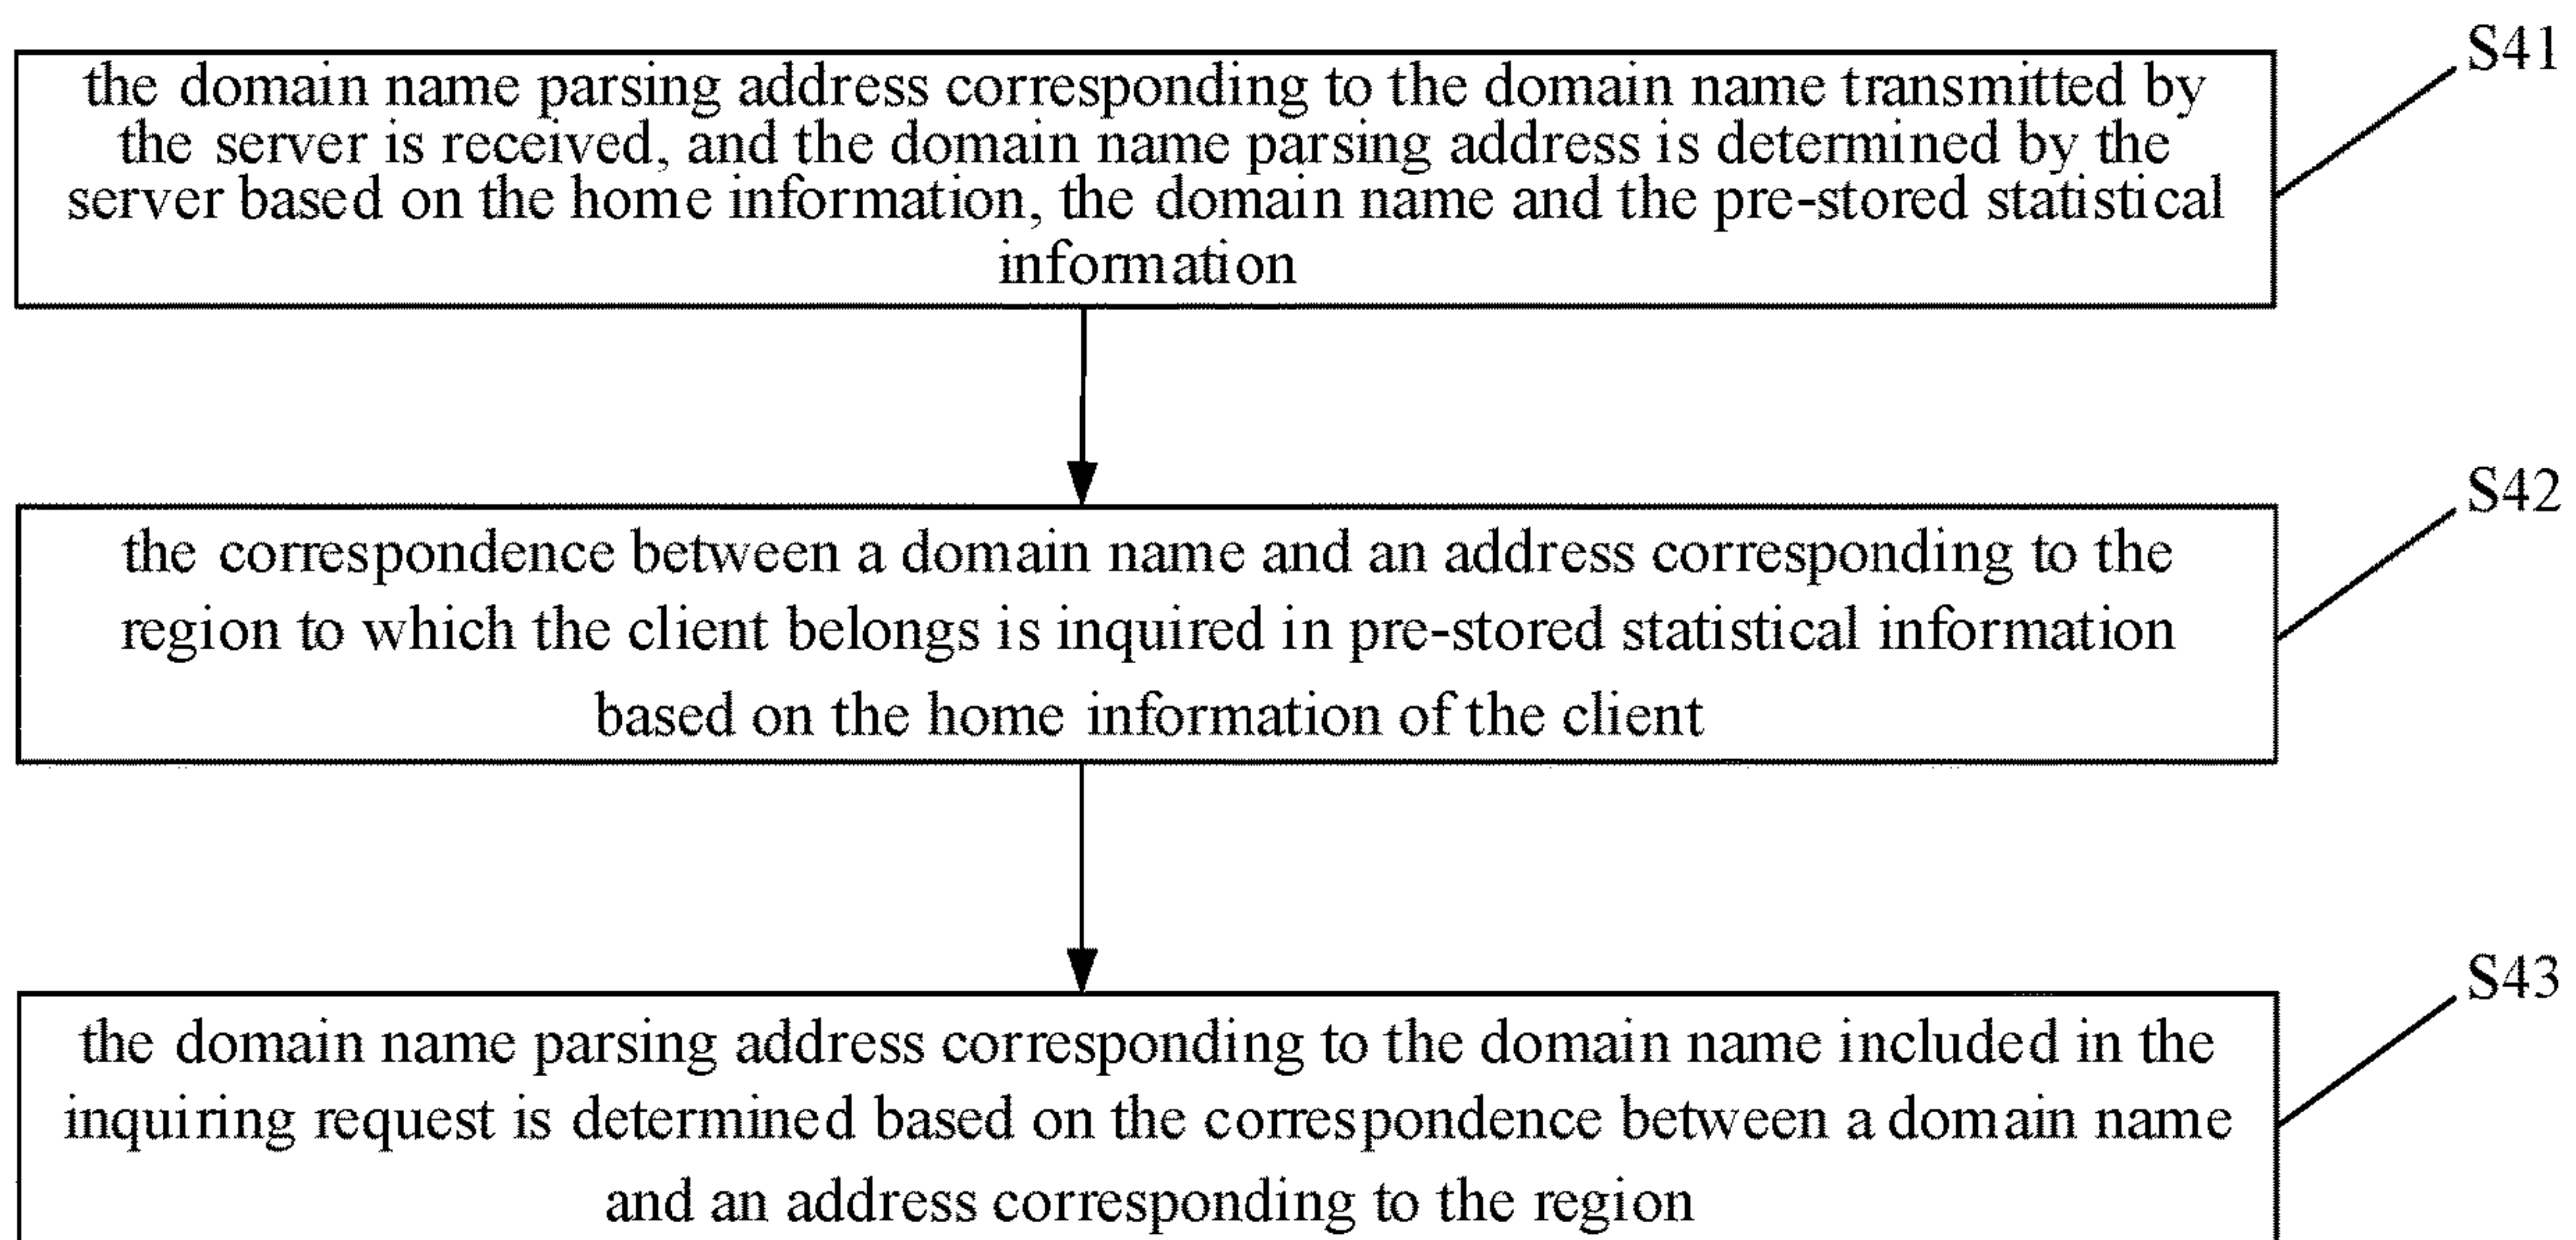 S41
the domain name parsing address corresponding to the domain name transmitted by
the server is received, and the domain name parsing address is determined by the
server based on the home information, the domain name and the pre-stored statistical
information
S42
the correspondence between a domain name and an address corresponding to the
region to which the client belongs is inquired in pre-stored statistical information
based on the home information of the client
S43
the domain name parsing address corresponding to the domain name included in the
inquiring request is determined based on the correspondence between a domain name
and an address corresponding to the region